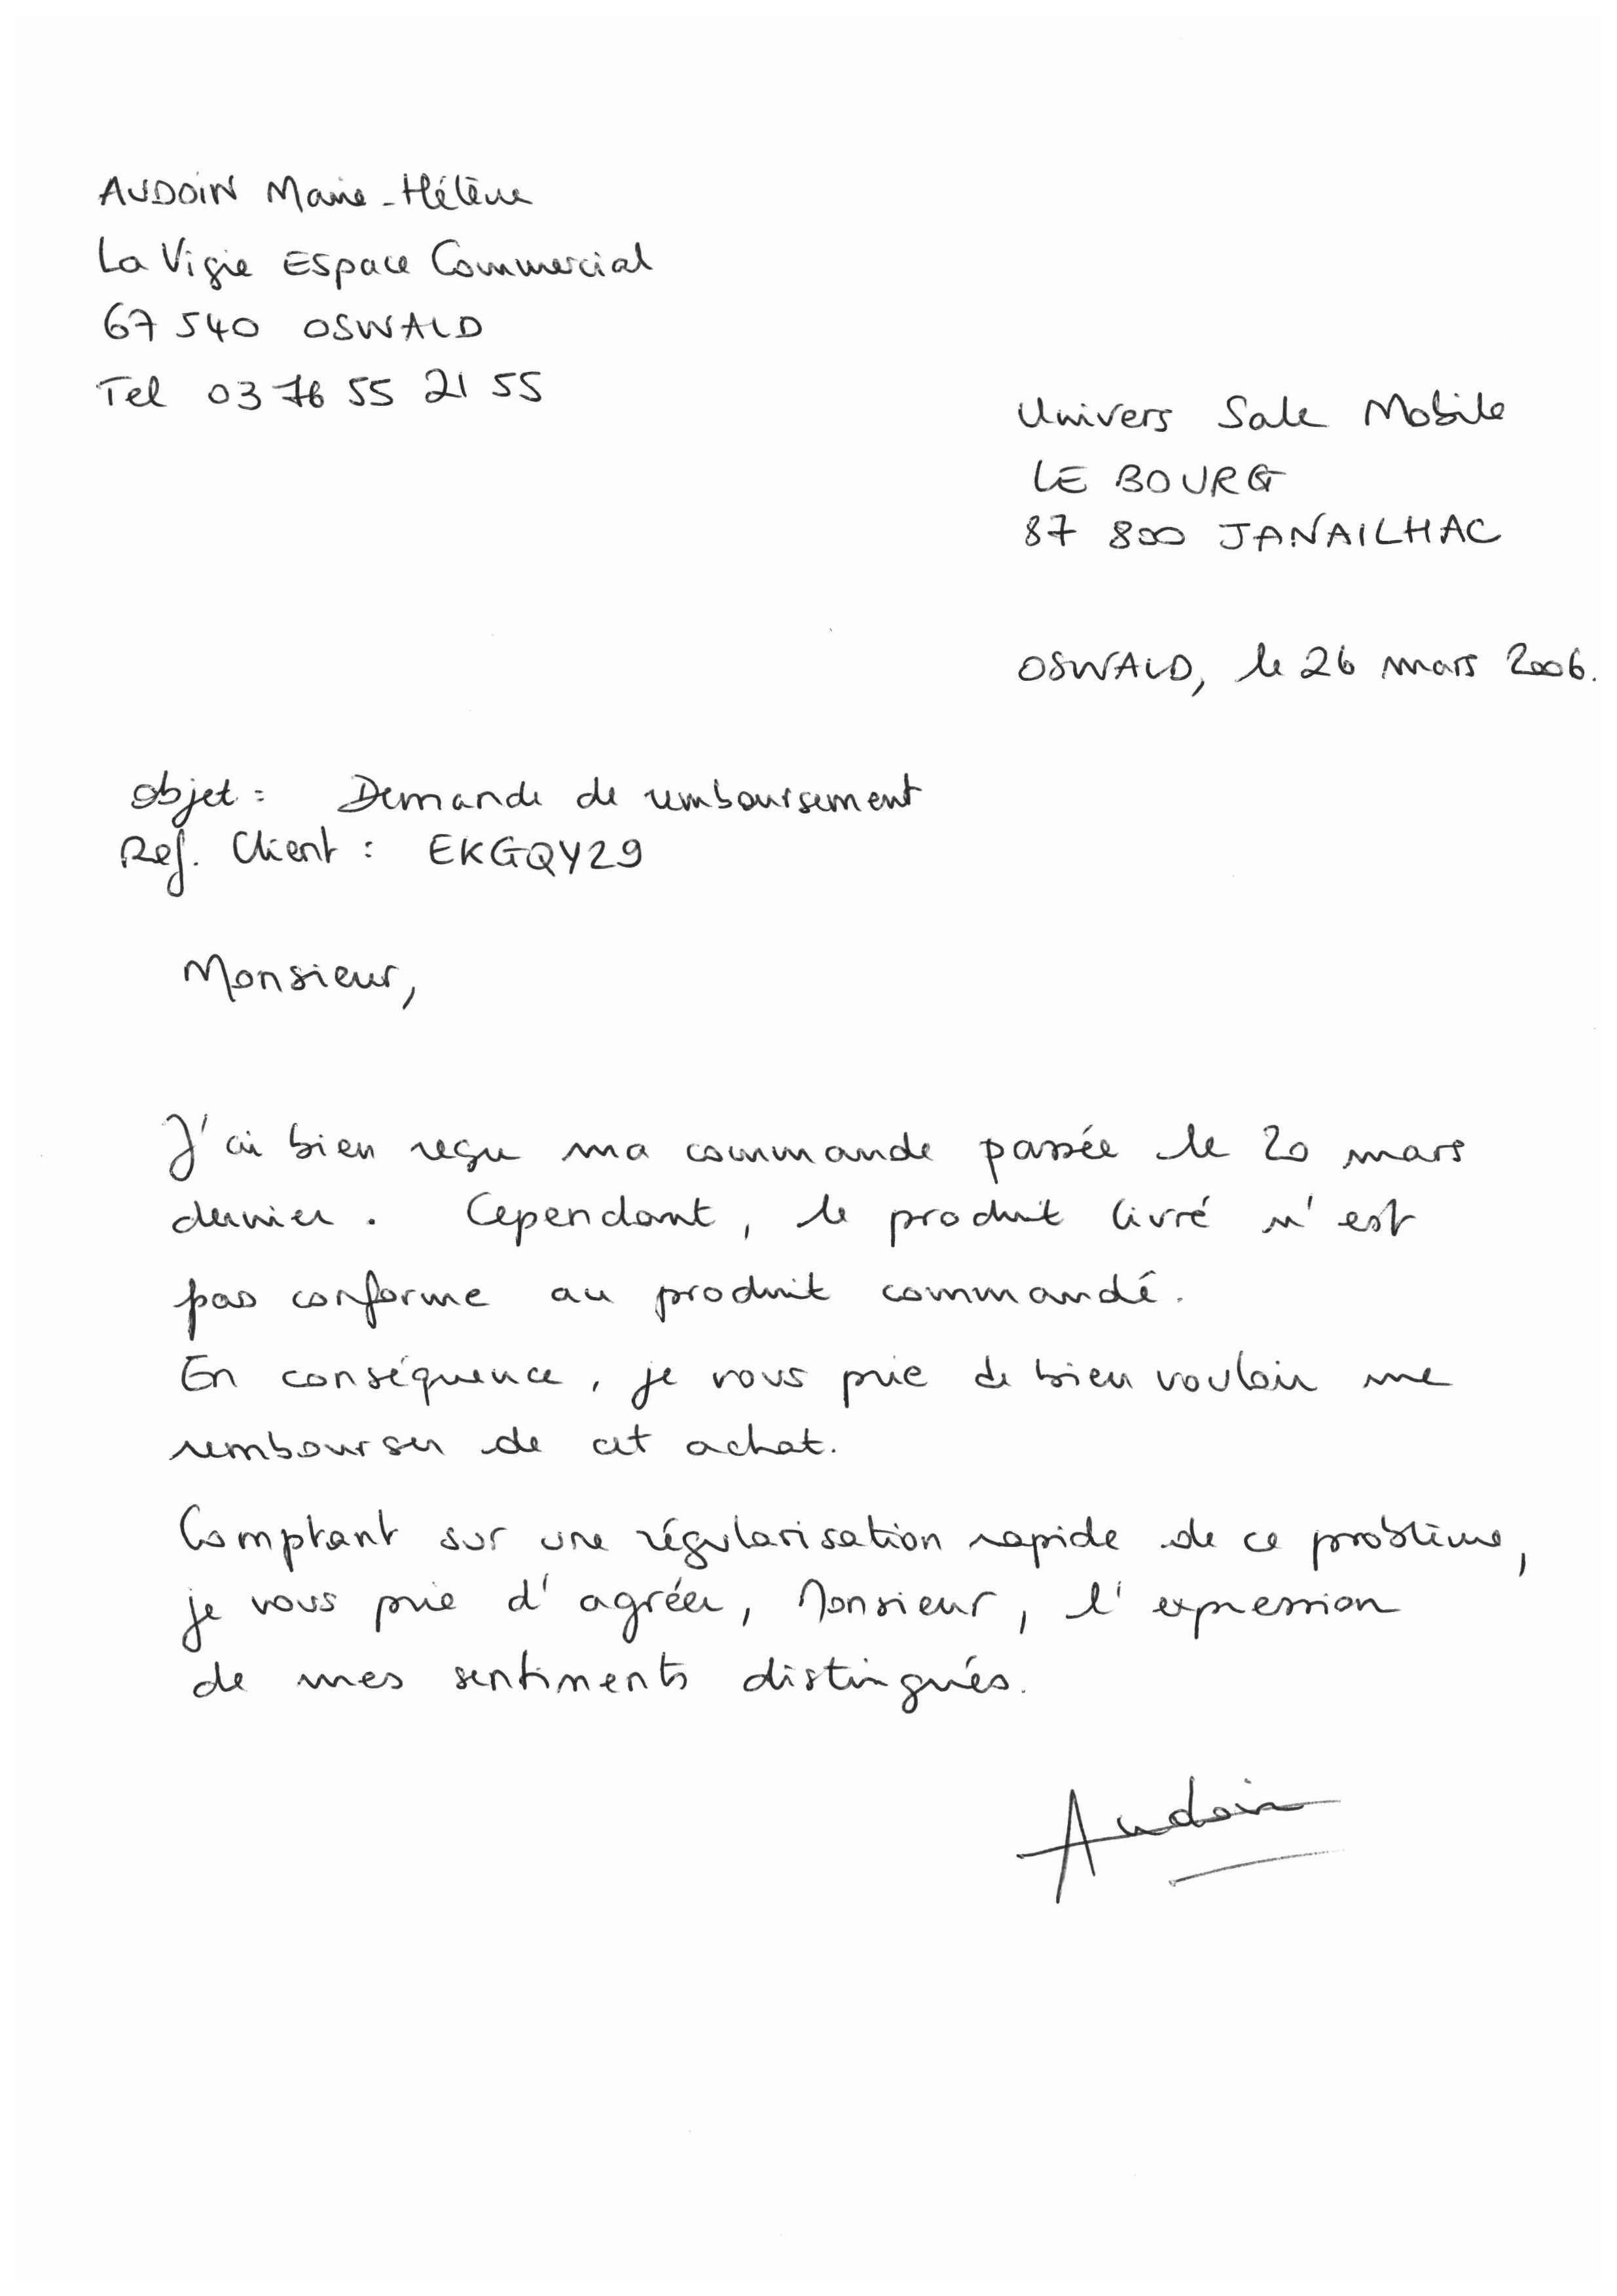 AUDOIN Marie-Hélène
La Vigie Espace Commercial
67 540 OSWALD
Tel 03 76 55 21 55
Univers Sale Mobile
LE BOURG
87 800 JANAILHAC
OSWALD, le 26 mars 2006.
Objet : Demande de remboursement
Ref. Client : EKGQY29
Monsieur,
J'ai bien reçu ma commande passée le 20 mars
dernier. Cependant, le produit livré n'est
pas conforme au produit commandé.
En conséquence, je vous prie de bien vouloir me
rembourser de cet achat.
Comptant sur une régularisation rapide de ce problème,
je vous prie d'agréer, Monsieur, l'expression
de mes sentiments distingués.
Audoin